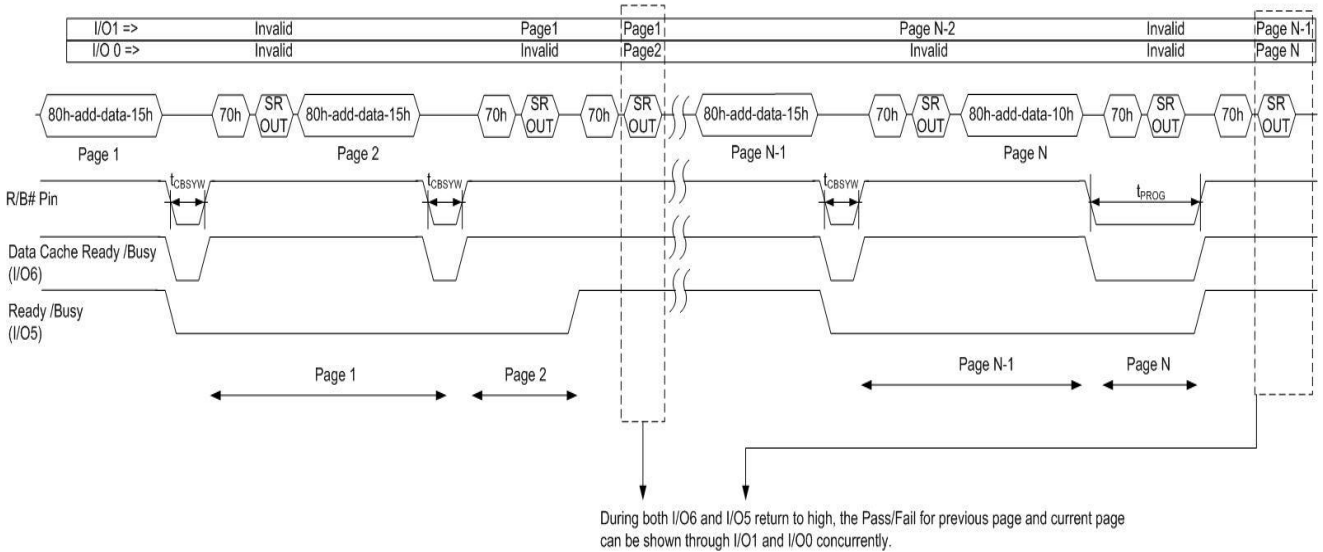 I/O1 => Invalid Page1 Page1 Page N-2 Invalid Page N-1
I/O 0 => Invalid Invalid Page2 Invalid Invalid Page N
80h-add-data-15h 70h SR OUT 80h-add-data-15h 70h SR OUT 70h SR OUT 80h-add-data-15h 70h SR OUT 80h-add-data-10h 70h SR OUT 70h SR OUT
Page 1 Page 2 Page N-1 Page N
R/B# Pin tCBSYW tCBSYW tCBSYW tPROG
Data Cache Ready /Busy
(I/O6)
Ready /Busy
(I/O5)
Page 1 Page 2 Page N-1 Page N
During both I/O6 and I/O5 return to high, the Pass/Fail for previous page and current page
can be shown through I/O1 and I/O0 concurrently.